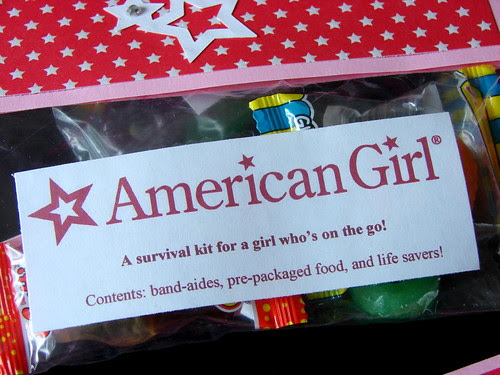 American Girl®
A survival kit for a girl who's on the go!
Contents: band-aides, pre-packaged food, and life savers!